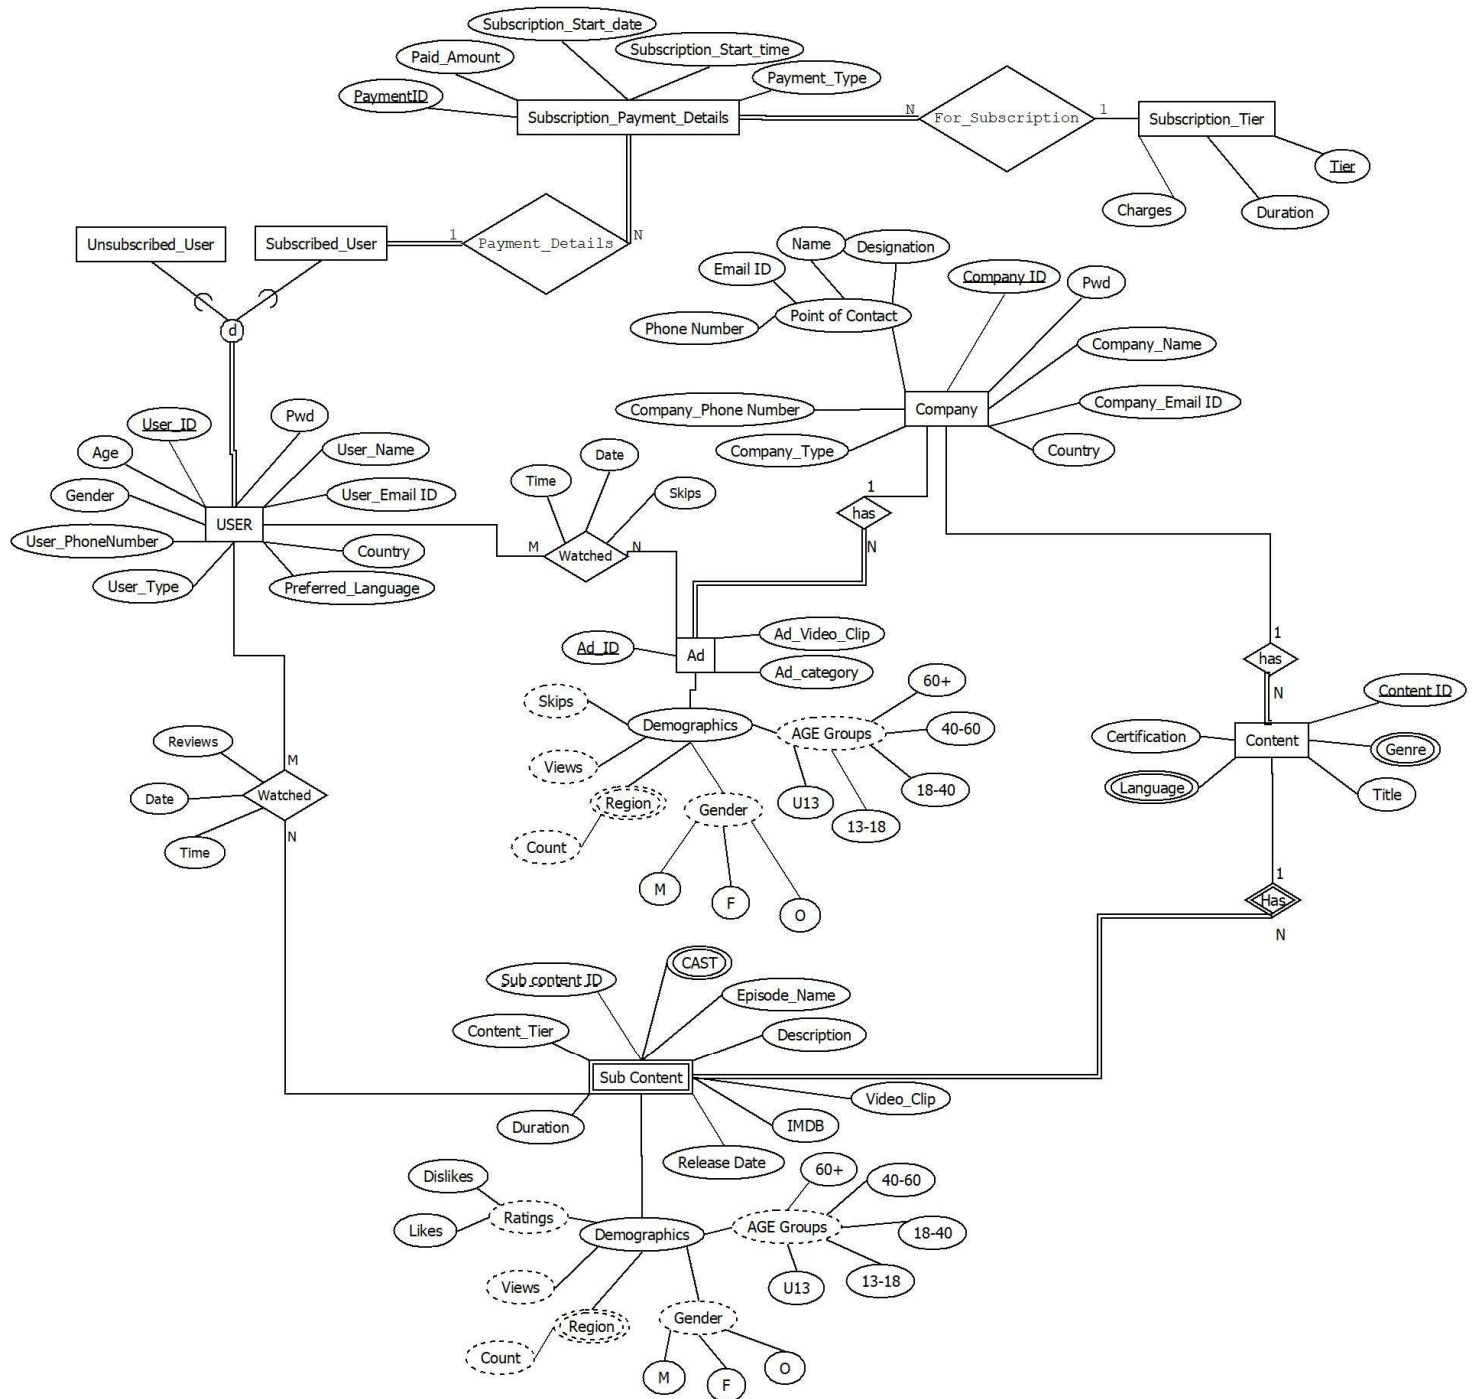 Subscription_Start_date
Paid_Amount
Subscription_Start_time
PaymentID
Payment_Type
Subscription_Payment_Details
N
For_Subscription
1
Subscription_Tier
Tier
Charges
Duration
Unsubscribed_User
Subscribed_User
1
Payment_Details
N
d
Name
Designation
Email ID
Company ID
Pwd
Phone Number
Point of Contact
Company_Name
Company_Phone Number
Company
Company_Email ID
Company_Type
Country
User_ID
Pwd
Age
User_Name
Gender
User_Email ID
USER
User_PhoneNumber
Country
User_Type
Preferred_Language
Date
Time
Skips
M
Watched
N
1
has
N
Ad_ID
Ad
Ad_Video_Clip
Ad_category
Skips
Demographics
AGE Groups
60+
40-60
18-40
13-18
U13
Views
Region
Count
Gender
M
F
O
1
has
N
Content ID
Certification
Content
Genre
Language
Title
1
Has
N
Reviews
M
Date
Watched
Time
N
CAST
Sub content ID
Episode_Name
Content_Tier
Description
Sub Content
Video_Clip
Duration
IMDB
Release Date
Dislikes
Likes
Ratings
Demographics
AGE Groups
60+
40-60
18-40
13-18
U13
Views
Region
Count
Gender
M
F
O